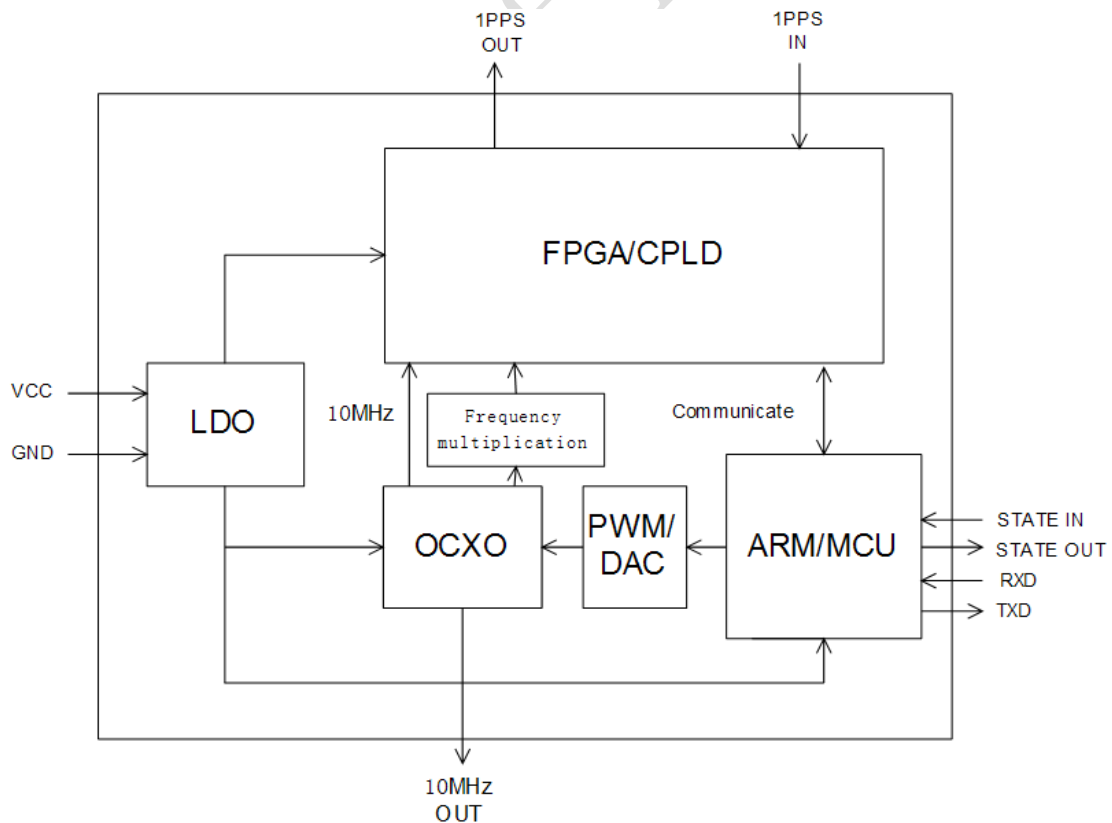 1PPS
OUT
1PPS
IN
FPGA/CPLD
VCC
GND
LDO
10MHz
Frequency
multiplication
Communicate
OCXO
PWM/
DAC
ARM/MCU
STATE IN
STATE OUT
RXD
TXD
10MHz
OUT